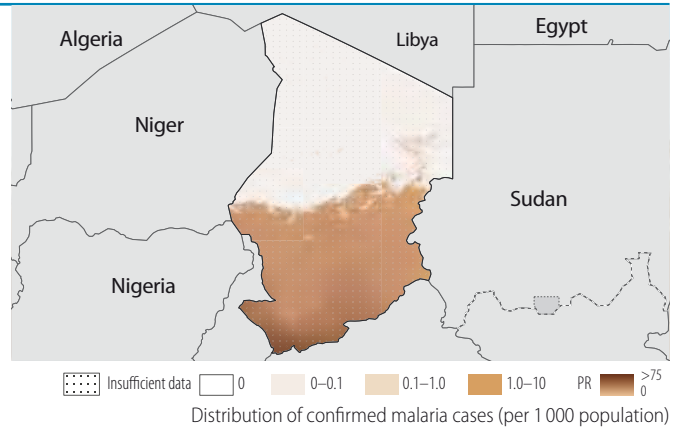 Algeria
Libya
Egypt
Niger
Sudan
Nigeria
Insufficient data 0 0–0.1 0.1–1.0 1.0–10 PR >75
0
Distribution of confirmed malaria cases (per 1 000 population)